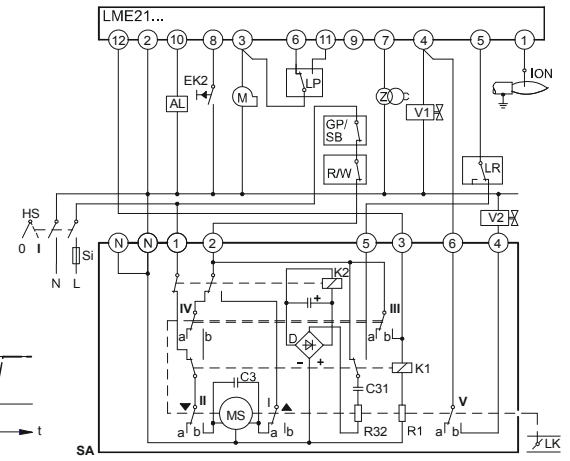 LME21...
12 2 10 8 3 6 11 9 7 4 5 1
EK2
LP
ION
AL
M
Z
C
V1
GP/
SB
R/W
LR
HS
0 I
Si
V2
N L
N N 1 2 5 3 6 4
K2
+
IV
III
a b
a b
D
- +
K1
C3
C31
II
I
V
MS
a b
a b
R32
R1
a b
t
SA
LK